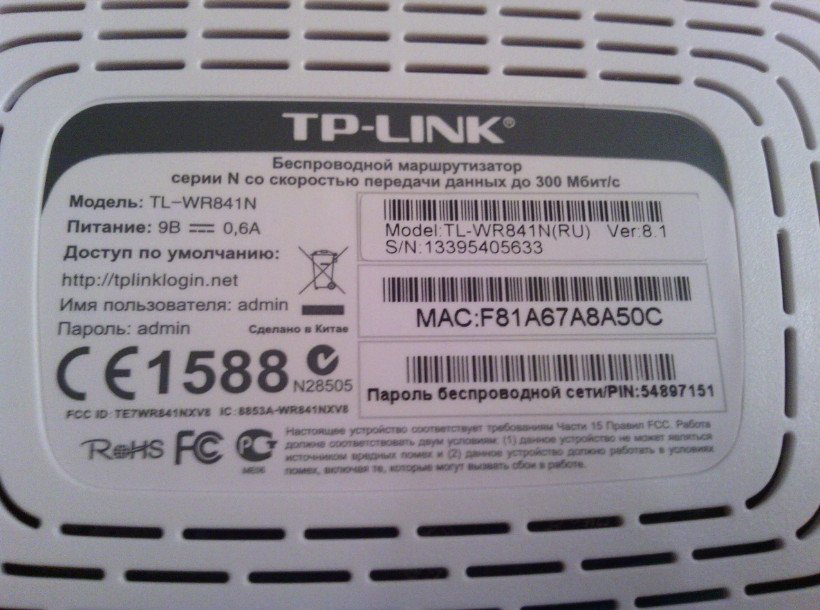 TP-LINK®
Беспроводной маршрутизатор
серии N со скоростью передачи данных до 300 Мбит/с
Модель: TL-WR841N
Питание: 9В 0,6А
Доступ по умолчанию:
http://tplinklogin.net
Имя пользователя: admin
Пароль: admin
Сделано в Китае
CE1588
N28505
FCC ID: TE7WR841NXV8 IC: 8853A-WR841NXV8
Model:TL-WR841N(RU) Ver:8.1
S/N:13395405633
MAC:F81A67A8A50C
Пароль беспроводной сети/PIN:54897151
RoHS FC РСТ
ME06
Настоящее устройство соответствует требованиям Части 15 Правил FCC. Работа
должна соответствовать двум условиям: (1) данное устройство не может являться
источником вредных помех и (2) данное устройство должно работать в условиях
помех, включая те, которые могут вызвать сбои в работе.